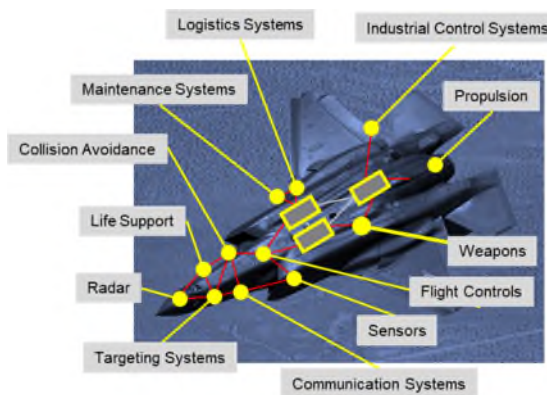 Logistics Systems
Industrial Control Systems
Maintenance Systems
Propulsion
Collision Avoidance
Life Support
Weapons
Radar
Flight Controls
Sensors
Targeting Systems
Communication Systems